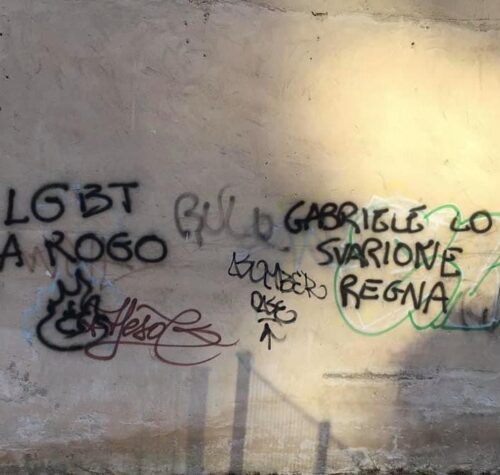 LGBT
A ROGO
GABRIELE LO
SVARIONE
REGNA
BOMBER